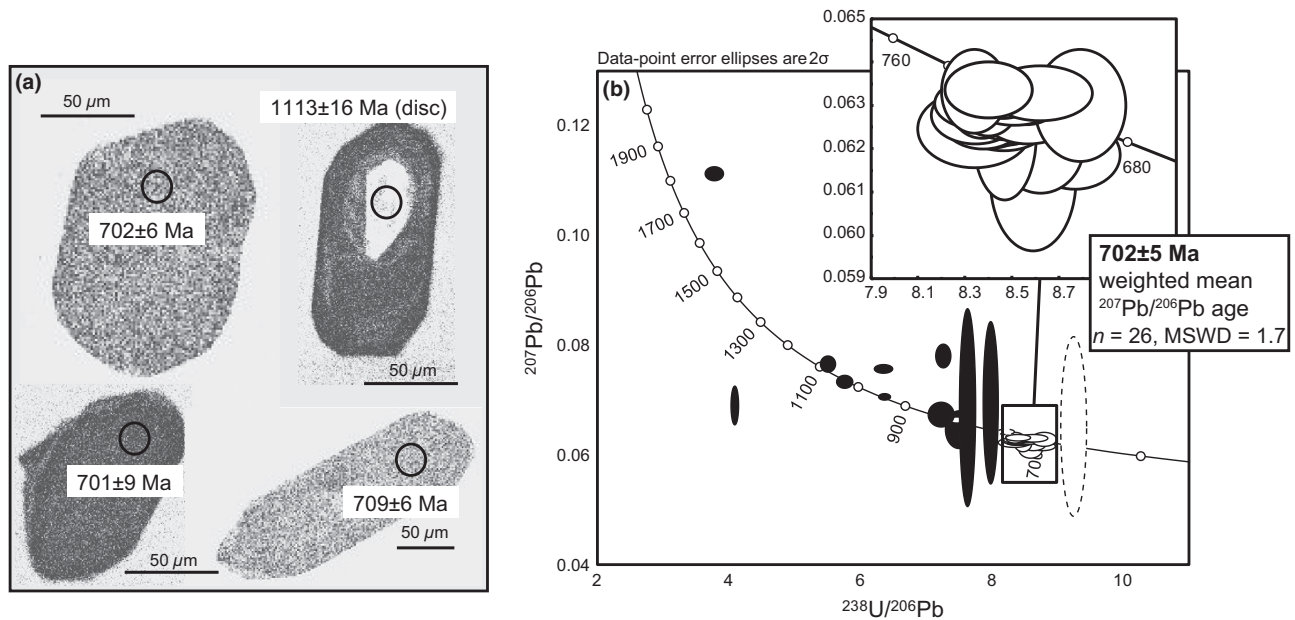 (a)
50 µm
1113±16 Ma (disc)
702±6 Ma
50 µm
701±9 Ma
709±6 Ma
50 µm
50 µm
Data-point error ellipses are 2σ
(b)
0.12
0.10
0.08
0.06
0.04
²⁰⁷Pb/²⁰⁶Pb
2
4
6
8
10
²³⁸U/²⁰⁶Pb
1900
1700
1500
1300
1100
900
0.065
0.063
0.062
0.061
0.060
0.059
7.9
8.1
8.3
8.5
8.7
760
680
702±5 Ma
weighted mean
²⁰⁷Pb/²⁰⁶Pb age
n = 26, MSWD = 1.7